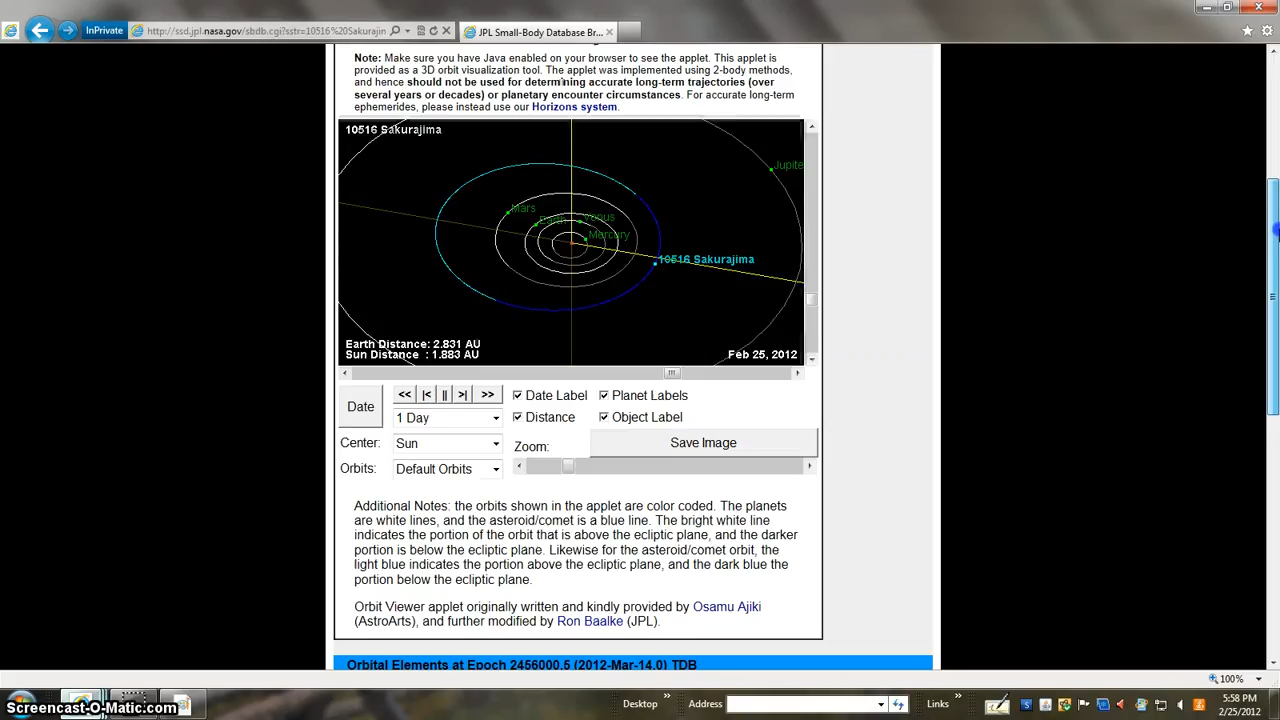 InPrivate
http://ssd.jpl.nasa.gov/sbdb.cgi?sstr=10516%20Sakurajin
JPL Small-Body Database Br...
Note: Make sure you have Java enabled on your browser to see the applet. This applet is
provided as a 3D orbit visualization tool. The applet was implemented using 2-body methods,
and hence should not be used for determining accurate long-term trajectories (over
several years or decades) or planetary encounter circumstances. For accurate long-term
ephemerides, please instead use our Horizons system.
10516 Sakurajima
Jupite
Mars
Earth
Venus
Mercury
10516 Sakurajima
Earth Distance: 2.831 AU
Sun Distance : 1.883 AU
Feb 25, 2012
Date
<< |< || >| >>
Date Label
Planet Labels
1 Day
Distance
Object Label
Center:
Sun
Zoom:
Save Image
Orbits:
Default Orbits
Additional Notes: the orbits shown in the applet are color coded. The planets
are white lines, and the asteroid/comet is a blue line. The bright white line
indicates the portion of the orbit that is above the ecliptic plane, and the darker
portion is below the ecliptic plane. Likewise for the asteroid/comet orbit, the
light blue indicates the portion above the ecliptic plane, and the dark blue the
portion below the ecliptic plane.
Orbit Viewer applet originally written and kindly provided by Osamu Ajiki
(AstroArts), and further modified by Ron Baalke (JPL).
Orbital Elements at Epoch 2456000.5 (2012-Mar-14.0) TDB
100%
Screencast-O-Matic.com
Desktop
Address
Links
5:58 PM
2/25/2012